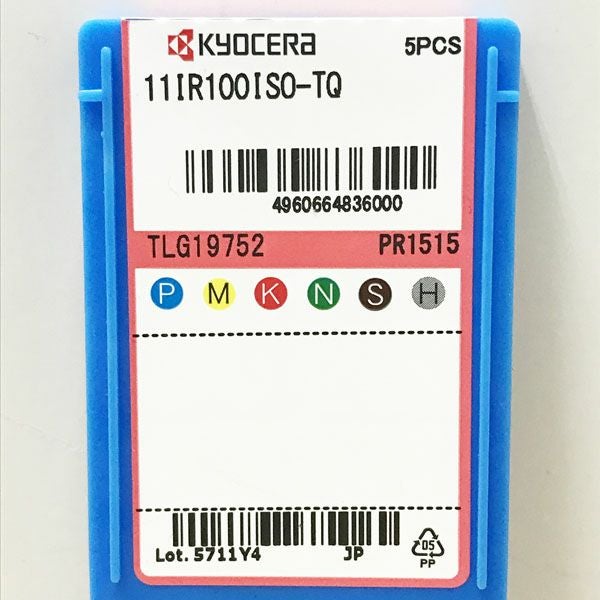 KYOCERA 5PCS
11IR100ISO-TQ
4960664836000
TLG19752 PR1515
P M K N S H
Lot. 5711Y4 JP
05
PP